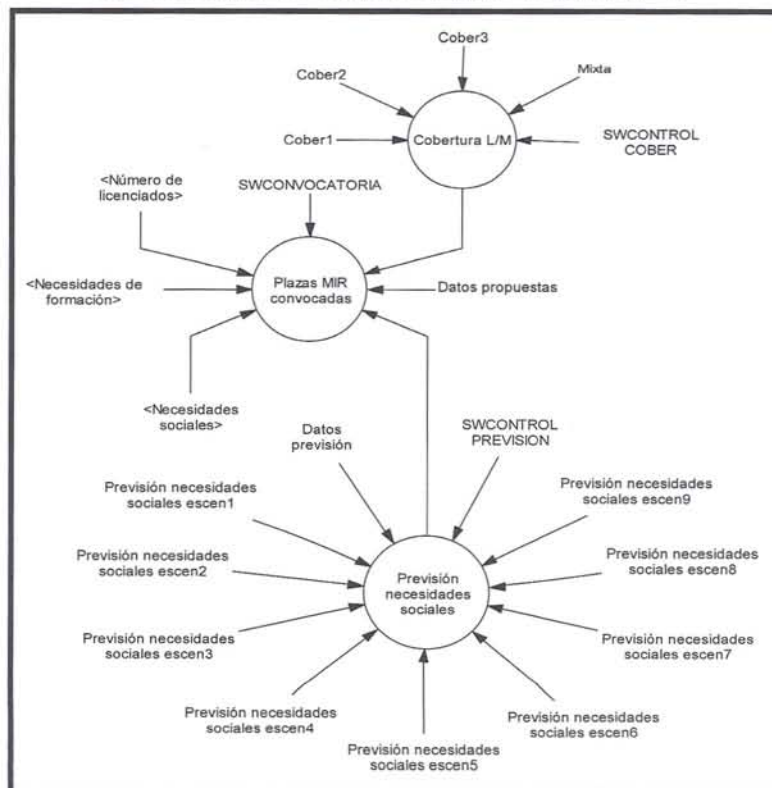 Cober3
Cober2
Mixta
Cober1
Cobertura L/M
SWCONTROL
COBER
<Número de
licenciados>
SWCONVOCATORIA
<Necesidades de
formación>
Plazas MIR
convocadas
Datos propuestas
<Necesidades
sociales>
Datos
previsión
SWCONTROL
PREVISION
Previsión necesidades
sociales escen1
Previsión necesidades
sociales escen9
Previsión necesidades
sociales escen2
Previsión
necesidades
sociales
Previsión necesidades
sociales escen8
Previsión necesidades
sociales escen3
Previsión necesidades
sociales escen7
Previsión necesidades
sociales escen4
Previsión necesidades
sociales escen5
Previsión necesidades
sociales escen6